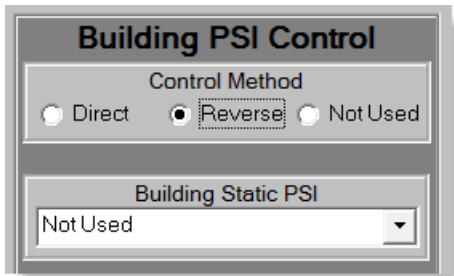 Building PSI Control
Control Method
Direct Reverse Not Used
Building Static PSI
Not Used